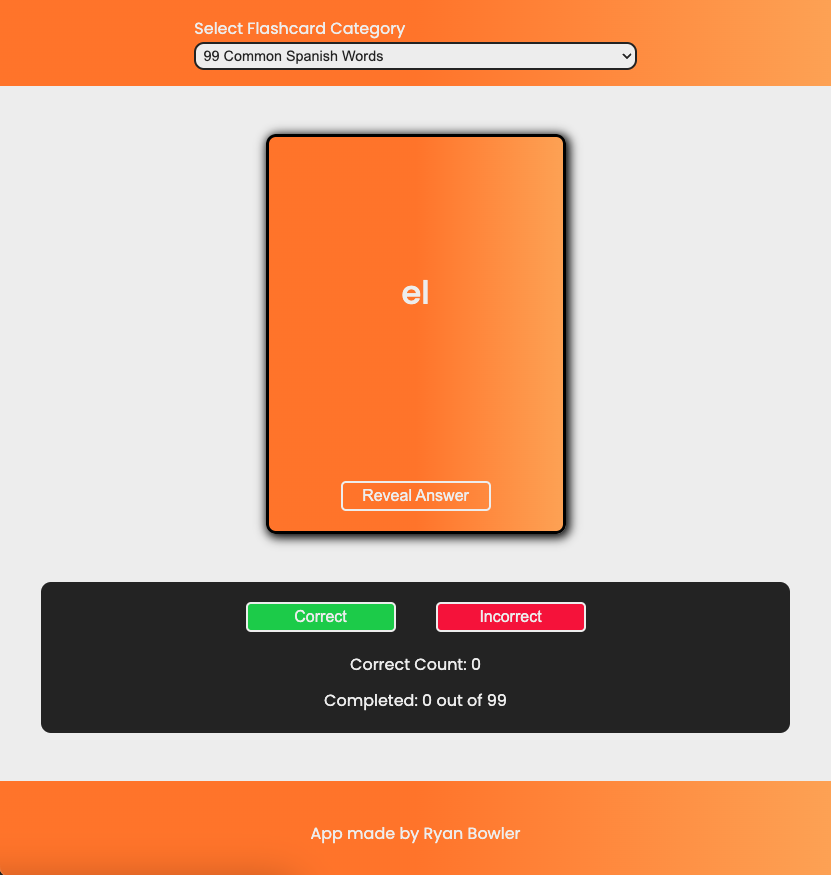 Select Flashcard Category
99 Common Spanish Words
el
Reveal Answer
Correct
Incorrect
Correct Count: 0
Completed: 0 out of 99
App made by Ryan Bowler